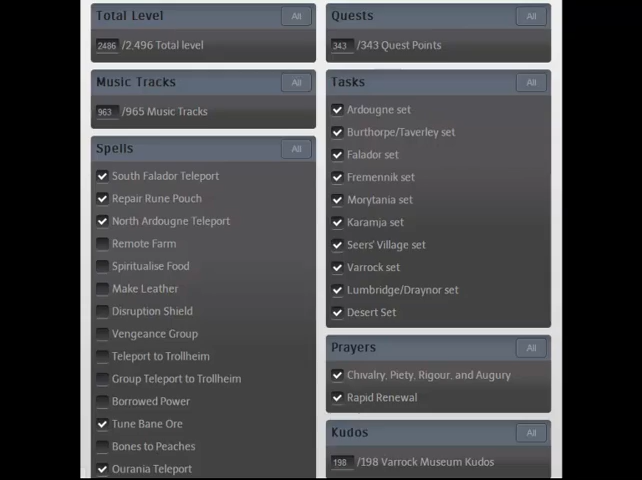 Total Level All
2486 /2,496 Total level
Music Tracks All
963 /965 Music Tracks
Spells All
South Falador Teleport
Repair Rune Pouch
North Ardougne Teleport
Remote Farm
Spiritualise Food
Make Leather
Disruption Shield
Vengeance Group
Teleport to Trollheim
Group Teleport to Trollheim
Borrowed Power
Tune Bane Ore
Bones to Peaches
Ourania Teleport
Quests All
343 /343 Quest Points
Tasks All
Ardougne set
Burthorpe/Taverley set
Falador set
Fremennik set
Morytania set
Karamja set
Seers' Village set
Varrock set
Lumbridge/Draynor set
Desert Set
Prayers All
Chivalry, Piety, Rigour, and Augury
Rapid Renewal
Kudos All
198 /198 Varrock Museum Kudos